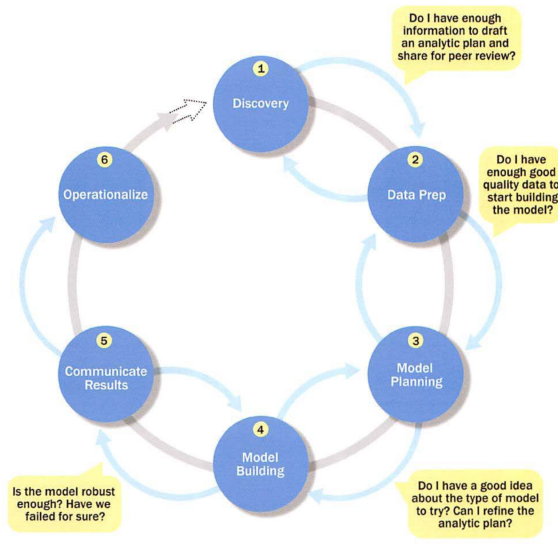 Do I have enough
information to draft
an analytic plan and
share for peer review?
1
Discovery
6
Operationalize
2
Data Prep
Do I have
enough good
quality data to
start building
the model?
5
Communicate
Results
3
Model
Planning
4
Model
Building
Is the model robust
enough? Have we
failed for sure?
Do I have a good idea
about the type of model
to try? Can I refine the
analytic plan?